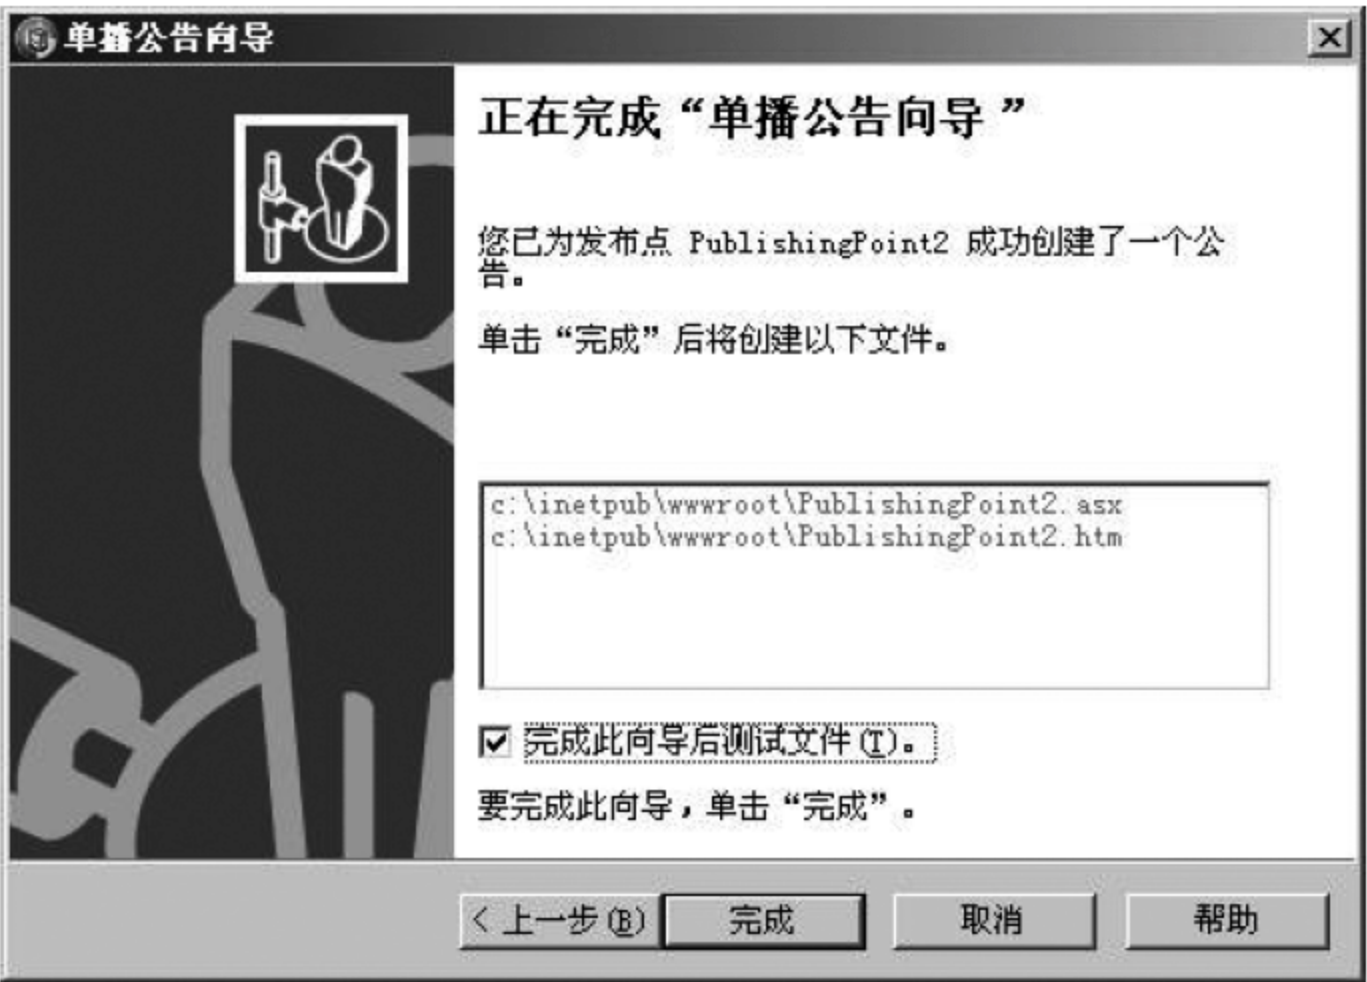 单播公告向导
正在完成“单播公告向导”
您已为发布点 PublishingPoint2 成功创建了一个公
告。
单击“完成”后将创建以下文件。
c:\inetpub\wwwroot\PublishingPoint2.asx
c:\inetpub\wwwroot\PublishingPoint2.htm
完成此向导后测试文件(T)。
要完成此向导，单击“完成”。
< 上一步(B)
完成
取消
帮助